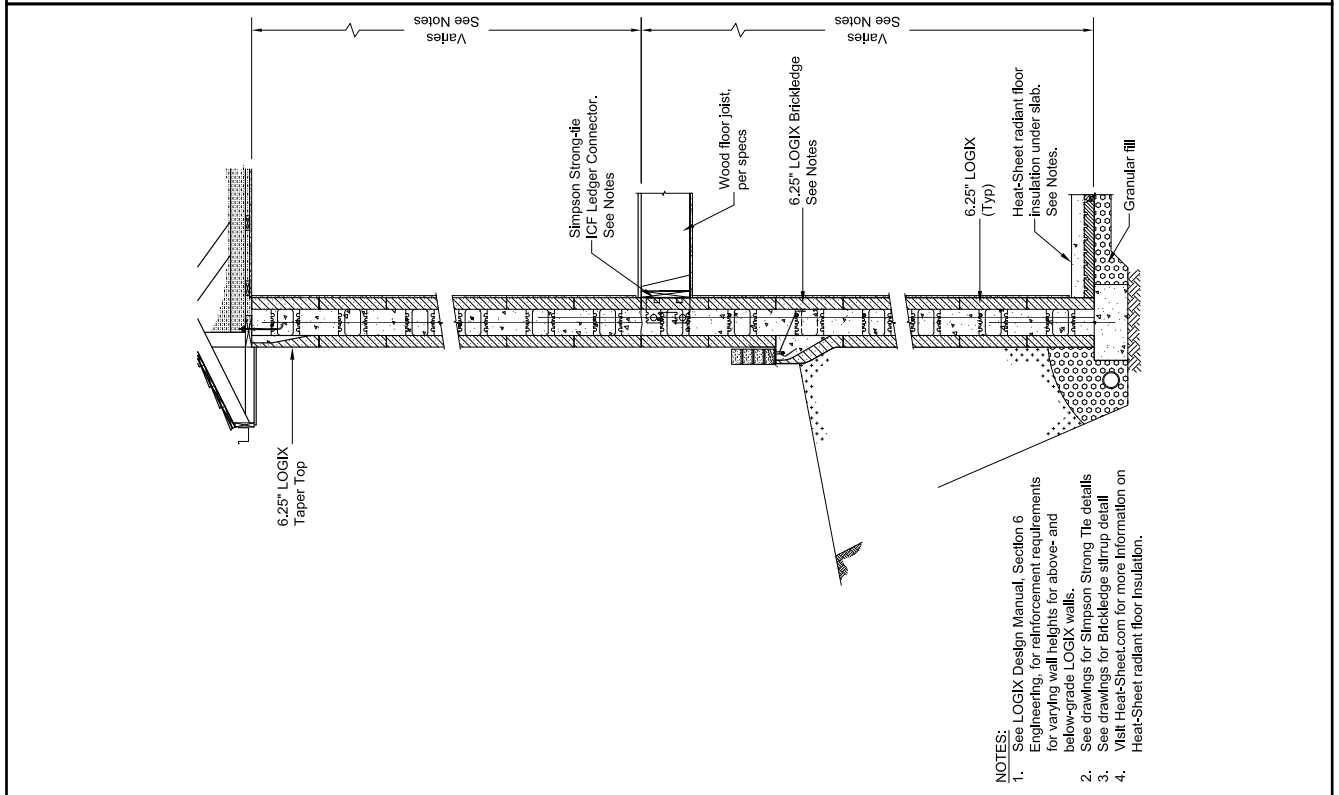 Varies
See Notes
Varies
See Notes
6.25" LOGIX
Taper Top
Simpson Strong-tie
ICF Ledger Connector.
See Notes
Wood floor joist,
per specs
6.25" LOGIX Brickledge
See Notes
6.25" LOGIX
(Typ)
Heat-Sheet radiant floor
insulation under slab.
See Notes.
Granular fill
NOTES:
1. See LOGIX Design Manual, Section 6
Engineering, for reinforcement requirements
for varying wall heights for above- and
below-grade LOGIX walls.
2. See drawings for Simpson Strong Tie details
3. See drawings for Brickledge stirrup detail
4. Visit Heat-Sheet.com for more information on
Heat-Sheet radiant floor insulation.